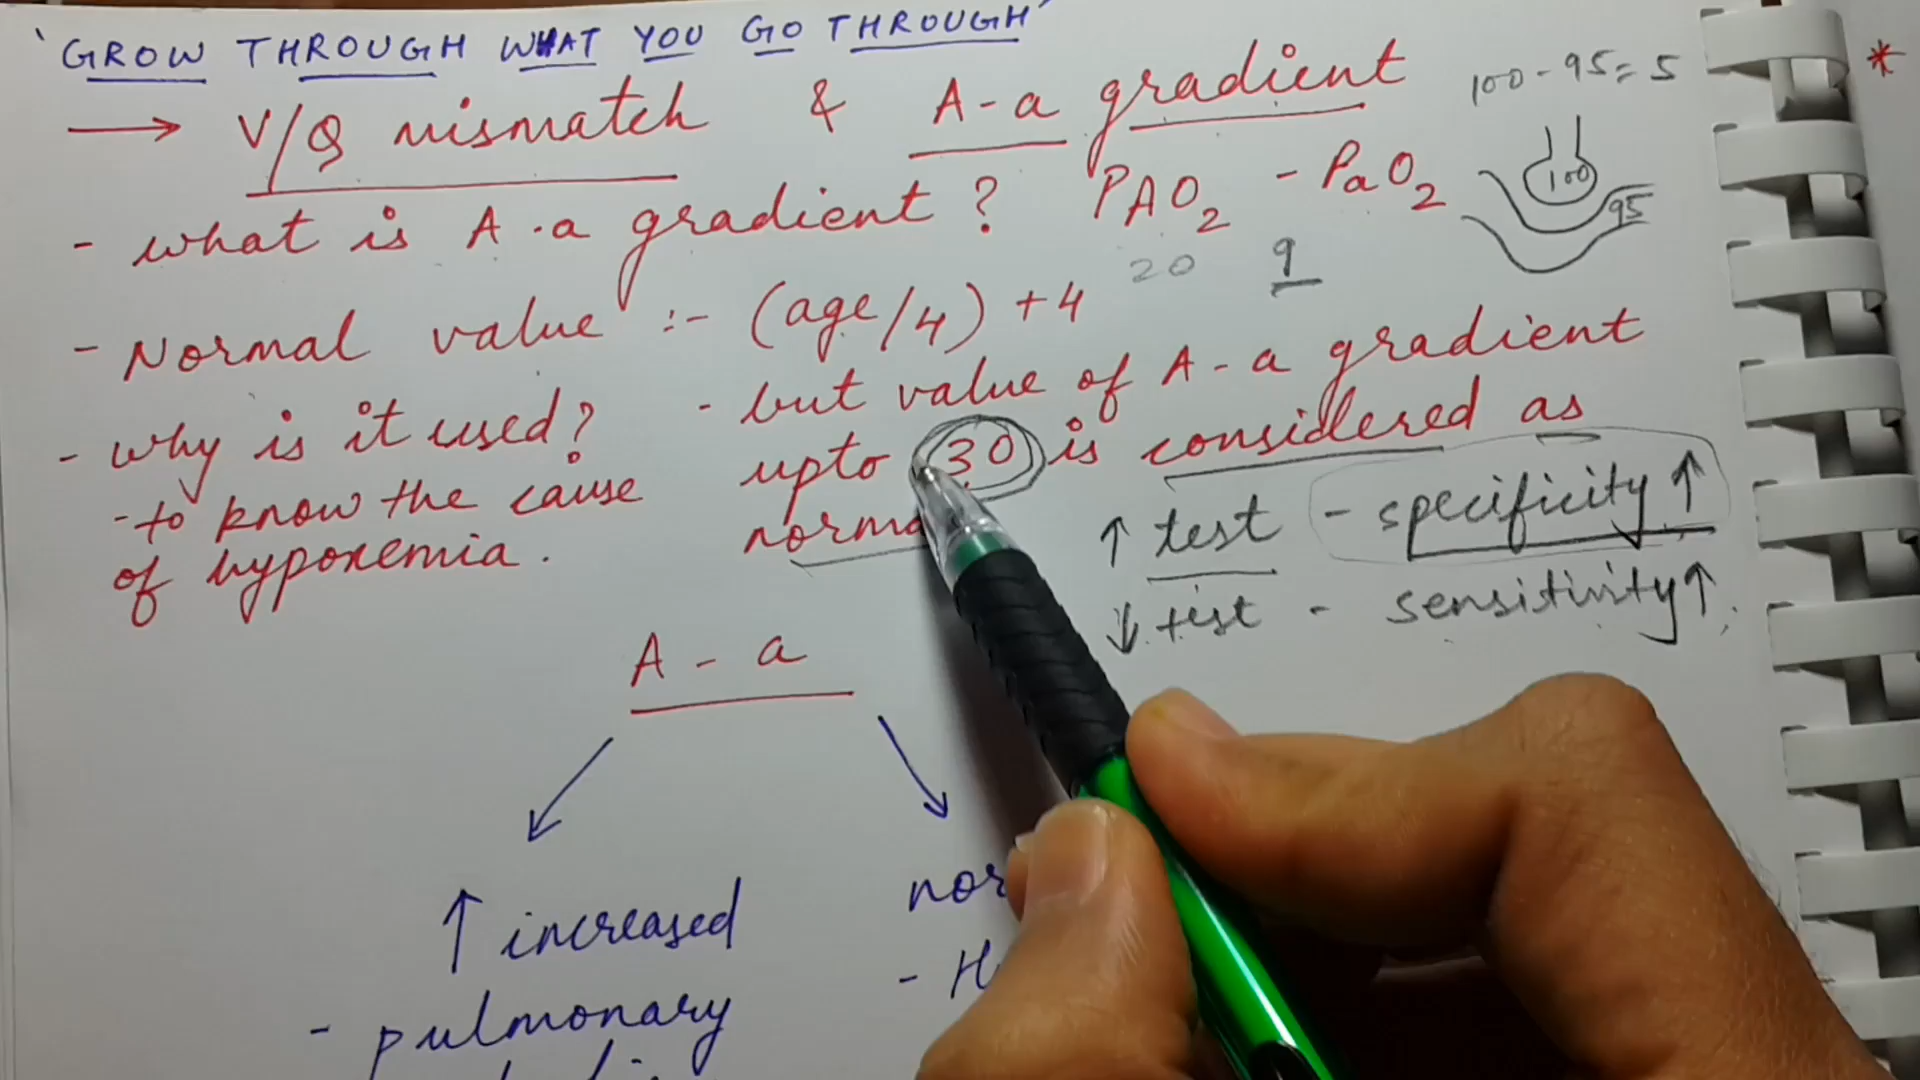 'GROW THROUGH WHAT YOU GO THROUGH'
→ V/Q mismatch & A-a gradient
100 - 95 = 5
- what is A-a gradient? PAO₂ - PaO₂
100
95
20 9
- Normal value :- (age/4) + 4
- but value of A-a gradient
upto 30 is considered as
- why is it used?
- to know the cause
of hypoxemia.
↑ test - specificity ↑
↓ test - sensitivity ↑
A - a
↑ increased
- pulmonary
*